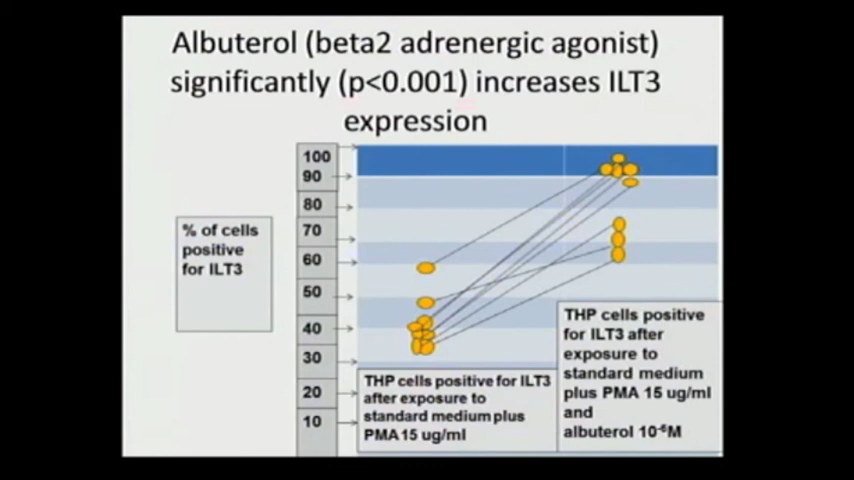 Albuterol (beta2 adrenergic agonist)
significantly (p<0.001) increases ILT3
expression
% of cells
positive
for ILT3
100
90
80
70
60
50
40
30
20
10
THP cells positive for ILT3
after exposure to
standard medium plus
PMA 15 ug/ml
THP cells positive
for ILT3 after
exposure to
standard medium
plus PMA 15 ug/ml
and
albuterol 10⁻⁶M